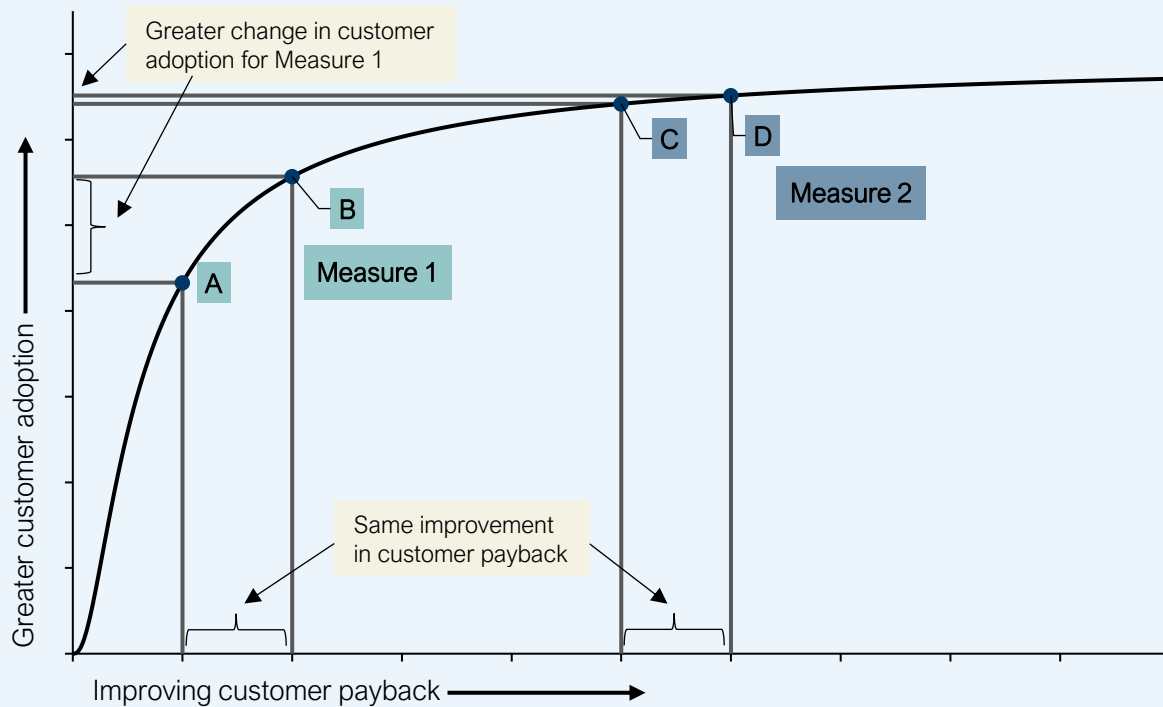 Greater change in customer
adoption for Measure 1
C
D
Measure 2
B
A
Measure 1
Greater customer adoption
Same improvement
in customer payback
Improving customer payback